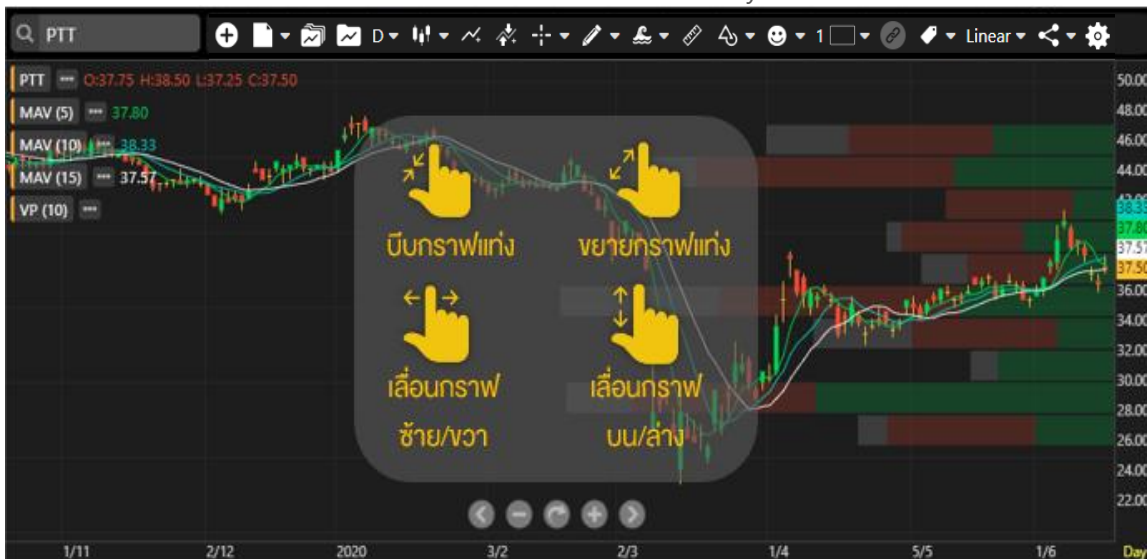 PTT
D
1
Linear
PTT ••• O:37.75 H:38.50 L:37.25 C:37.50
MAV (5) ••• 37.80
MAV (10) ••• 38.33
MAV (15) ••• 37.57
VP (10) •••
บีบกราฟแท่ง
ขยายกราฟแท่ง
เลื่อนกราฟ
ซ้าย/ขวา
เลื่อนกราฟ
บน/ล่าง
50.00
48.00
46.00
44.00
38.33
37.80
37.57
37.50
36.00
34.00
32.00
30.00
28.00
26.00
24.00
22.00
1/11 2/12 2020 3/2 2/3 1/4 5/5 1/6 Day